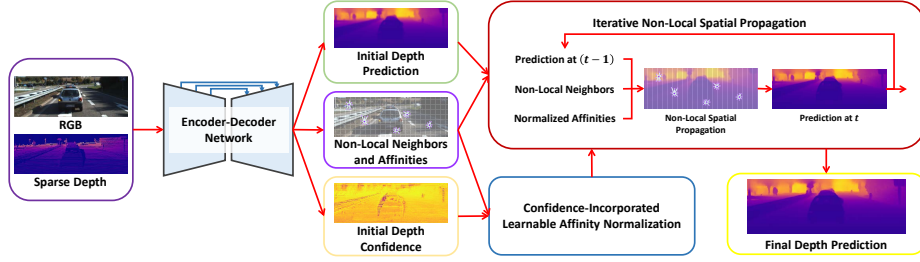 RGB
Sparse Depth
Encoder-Decoder
Network
Initial Depth
Prediction
Non-Local Neighbors
and Affinities
Initial Depth
Confidence
Iterative Non-Local Spatial Propagation
Prediction at (t − 1)
Non-Local Neighbors
Normalized Affinities
Non-Local Spatial
Propagation
Prediction at t
Confidence-Incorporated
Learnable Affinity Normalization
Final Depth Prediction